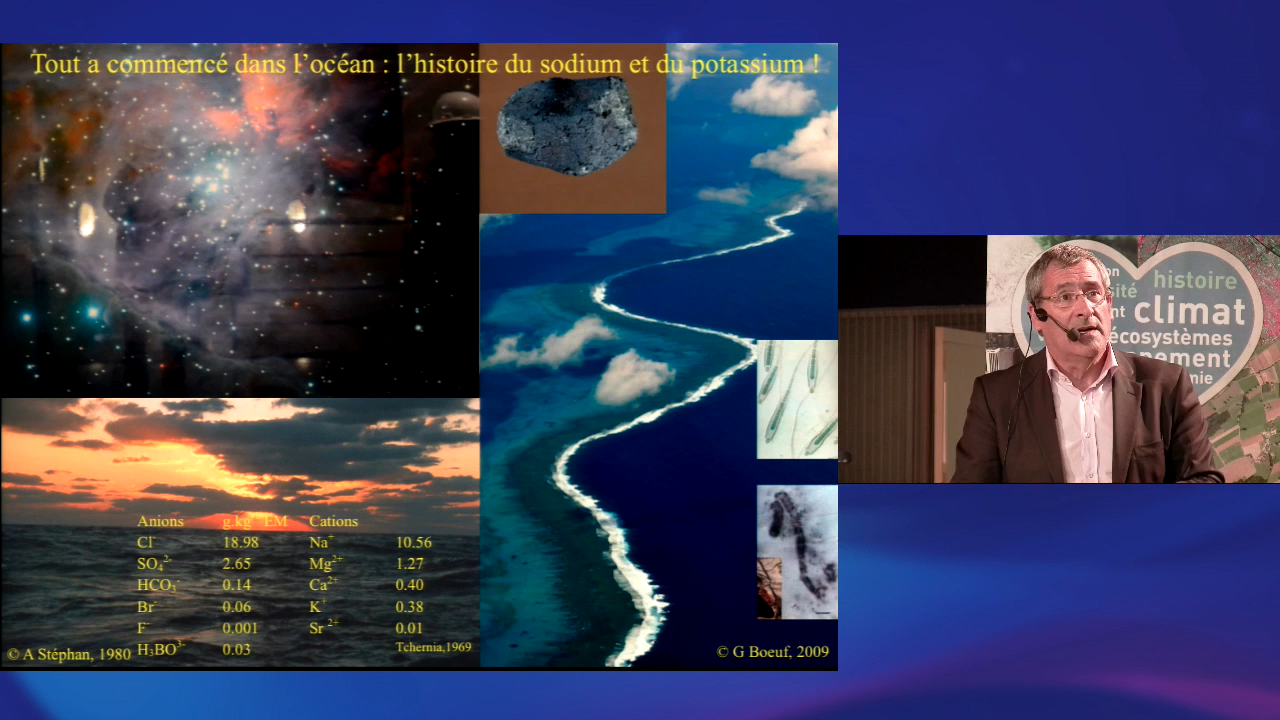 Tout a commencé dans l'océan : l'histoire du sodium et du potassium !
Anions g.kg⁻¹ EM Cations
Cl⁻ 18.98 Na⁺ 10.56
SO₄²⁻ 2.65 Mg²⁺ 1.27
HCO₃⁻ 0.14 Ca²⁺ 0.40
Br⁻ 0.06 K⁺ 0.38
F⁻ 0.001 Sr ²⁺ 0.01
H₃BO³⁻ 0.03 Tchernia,1969
© A Stéphan, 1980
© G Boeuf, 2009
histoire
climat
écosystèmes